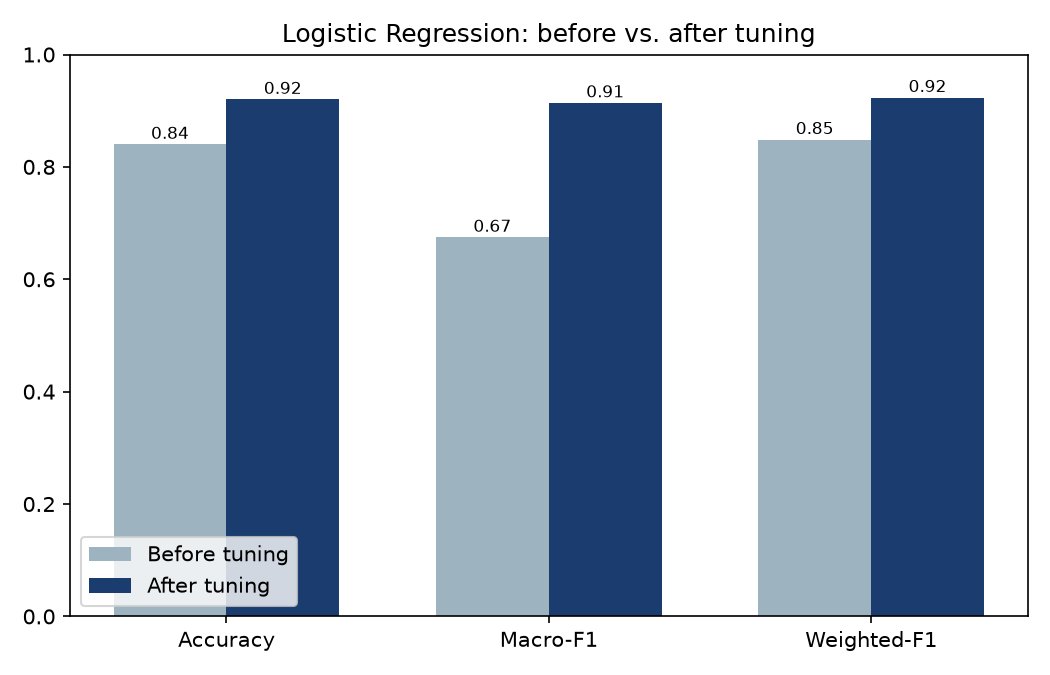 Logistic Regression: before vs. after tuning
1.0
0.8
0.6
0.4
0.2
0.0
0.84
0.92
0.67
0.91
0.85
0.92
Before tuning
After tuning
Accuracy
Macro-F1
Weighted-F1